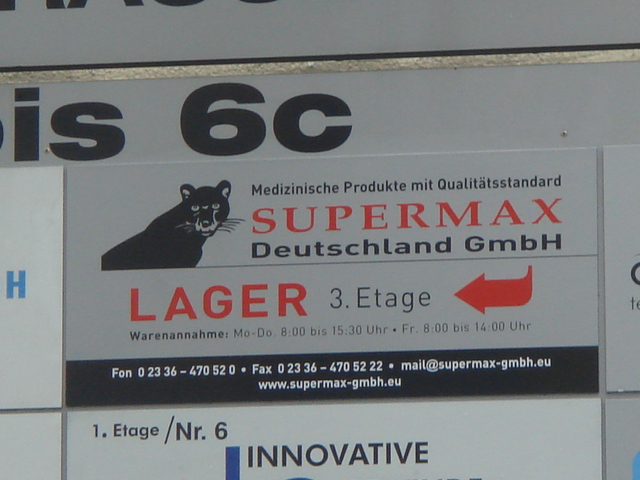 bis 6c
H
Medizinische Produkte mit Qualitätsstandard
SUPERMAX
Deutschland GmbH
LAGER 3. Etage
Warenannahme: Mo-Do. 8:00 bis 15:30 Uhr • Fr. 8:00 bis 14:00 Uhr
Fon 0 23 36 – 470 52 0 • Fax 0 23 36 – 470 52 22 • mail@supermax-gmbh.eu
www.supermax-gmbh.eu
1. Etage / Nr. 6
INNOVATIVE